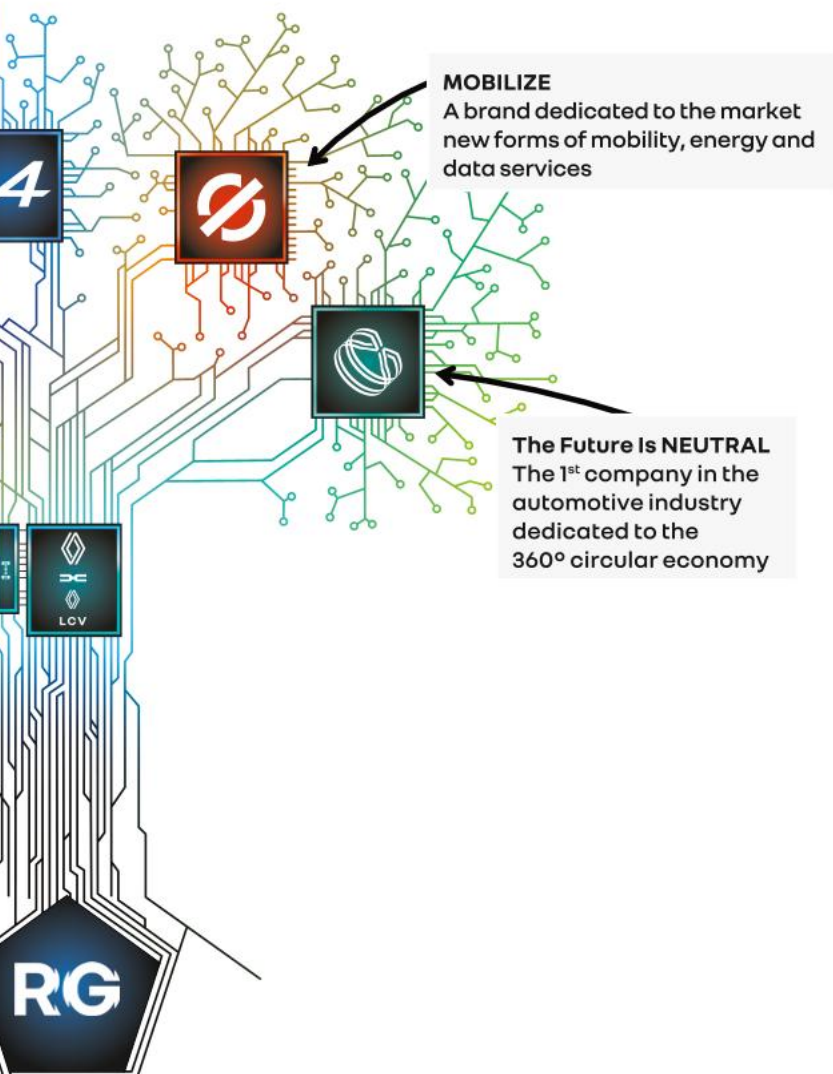 MOBILIZE
A brand dedicated to the market
new forms of mobility, energy and
data services
4
The Future Is NEUTRAL
The 1st company in the
automotive industry
dedicated to the
360° circular economy
LCV
RG